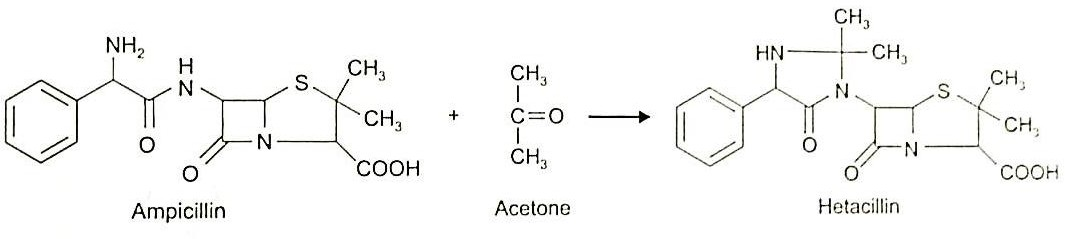 NH₂
H
N
S
CH₃
CH₃
O
N
O
COOH
Ampicillin
+
CH₃
C=O
CH₃
Acetone
CH₃
HN
CH₃
N
S
CH₃
CH₃
O
O
N
COOH
Hetacillin